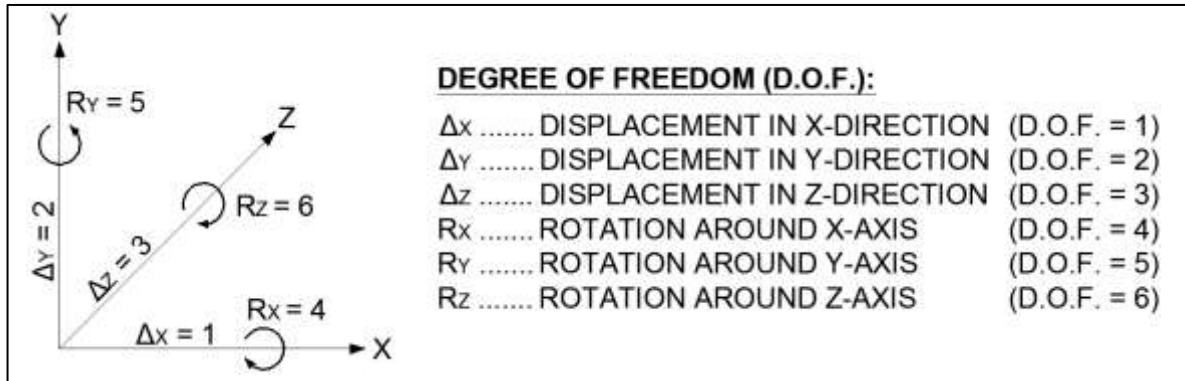 Y
RY = 5
Z
RZ = 6
ΔY = 2
ΔZ = 3
RX = 4
ΔX = 1
X
DEGREE OF FREEDOM (D.O.F.):
ΔX ....... DISPLACEMENT IN X-DIRECTION (D.O.F. = 1)
ΔY ....... DISPLACEMENT IN Y-DIRECTION (D.O.F. = 2)
ΔZ ....... DISPLACEMENT IN Z-DIRECTION (D.O.F. = 3)
RX ....... ROTATION AROUND X-AXIS (D.O.F. = 4)
RY ....... ROTATION AROUND Y-AXIS (D.O.F. = 5)
RZ ....... ROTATION AROUND Z-AXIS (D.O.F. = 6)